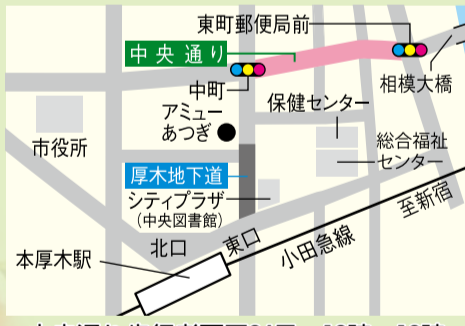 東町郵便局前
中央通り
相模大橋
中町
保健センター
アミュー
あつぎ
市役所
総合福祉
センター
厚木地下道
シティプラザ
(中央図書館)
至新宿
北口
東口
小田急線
本厚木駅